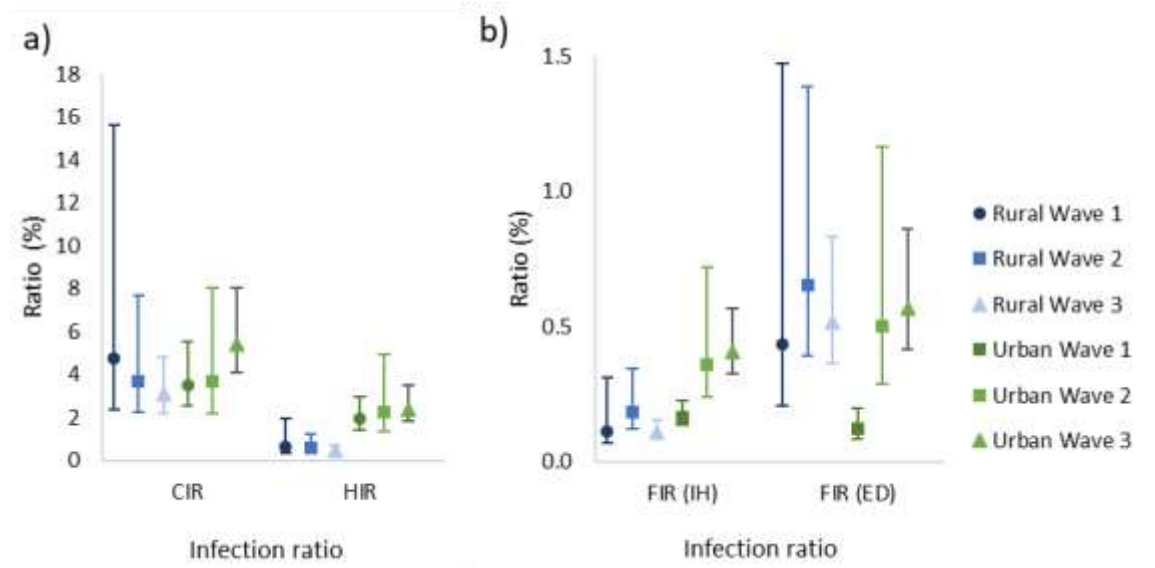 a)
18
16
14
12
10
8
6
4
2
0
Ratio (%)
CIR HIR
Infection ratio
b)
1.5
1.0
0.5
0.0
Ratio (%)
FIR (IH) FIR (ED)
Infection ratio
Rural Wave 1
Rural Wave 2
Rural Wave 3
Urban Wave 1
Urban Wave 2
Urban Wave 3